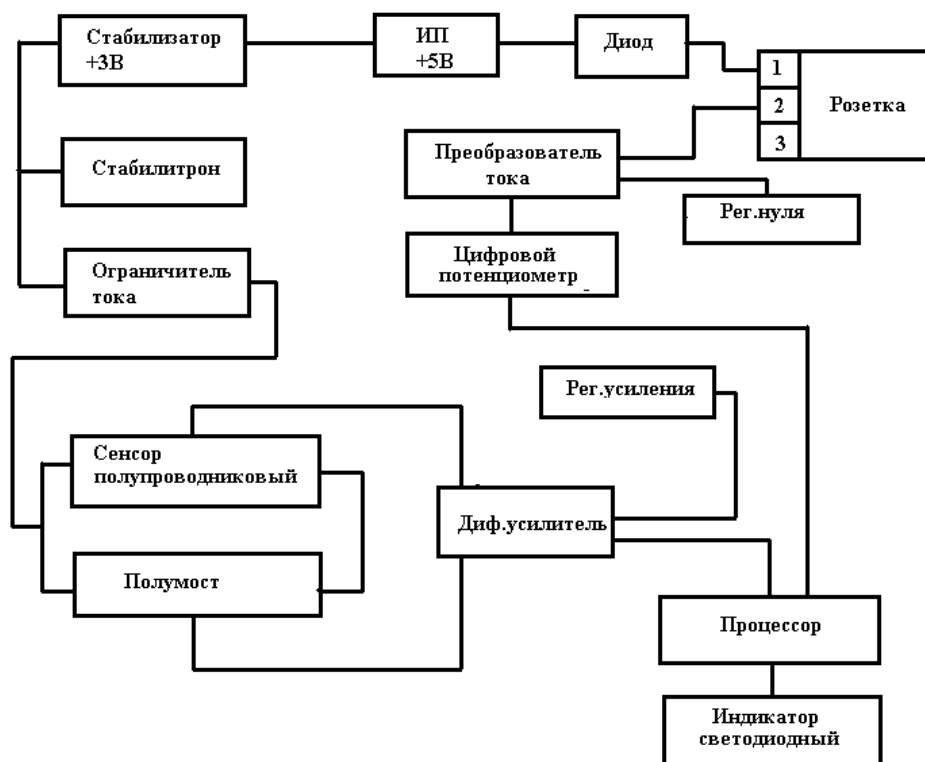 Стабилизатор
+3В
ИП
+5В
Диод
1
2
3
Розетка
Стабилитрон
Преобразователь
тока
Рег.нуля
Ограничитель
тока
Цифровой
потенциометр
Рег.усиления
Сенсор
полупроводниковый
Диф.усилитель
Полумост
Процессор
Индикатор
светодиодный